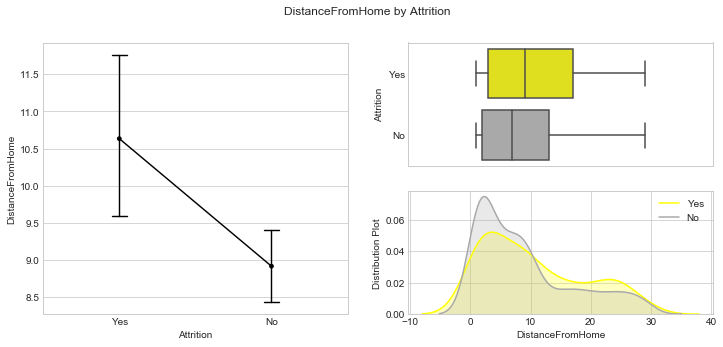 DistanceFromHome by Attrition
11.5
11.0
10.5
10.0
9.5
9.0
8.5
DistanceFromHome
Yes
No
Attrition
Yes
No
Attrition
0.06
0.04
0.02
0.00
Distribution Plot
Yes
No
−10
0
10
20
30
40
DistanceFromHome